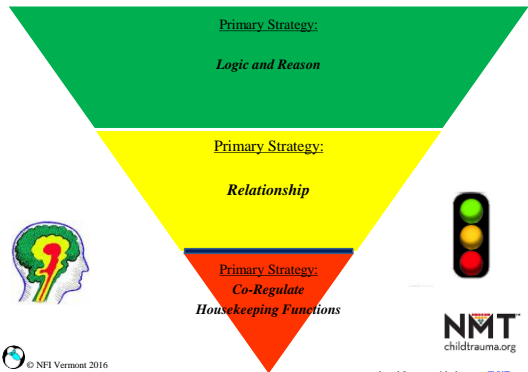 Primary Strategy:
Logic and Reason
Primary Strategy:
Relationship
Primary Strategy:
Co-Regulate
Housekeeping Functions
NMT
childtrauma.org
© NFI Vermont 2016